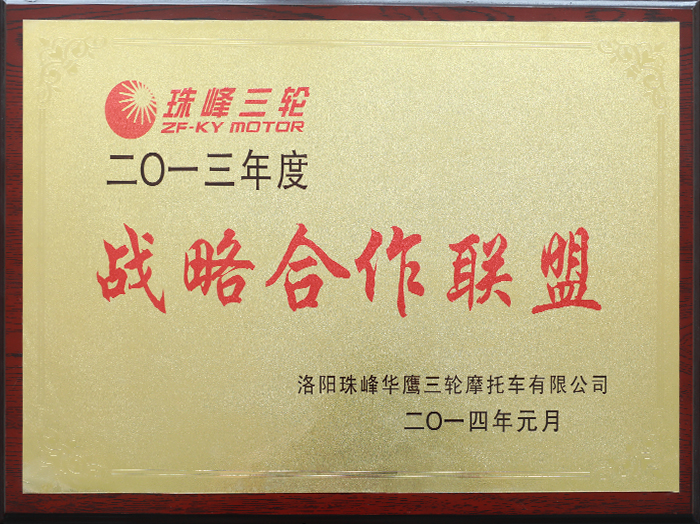 珠峰三轮
ZF-KY MOTOR
二〇一三年度
战略合作联盟
洛阳珠峰华鹰三轮摩托车有限公司
二〇一四年元月